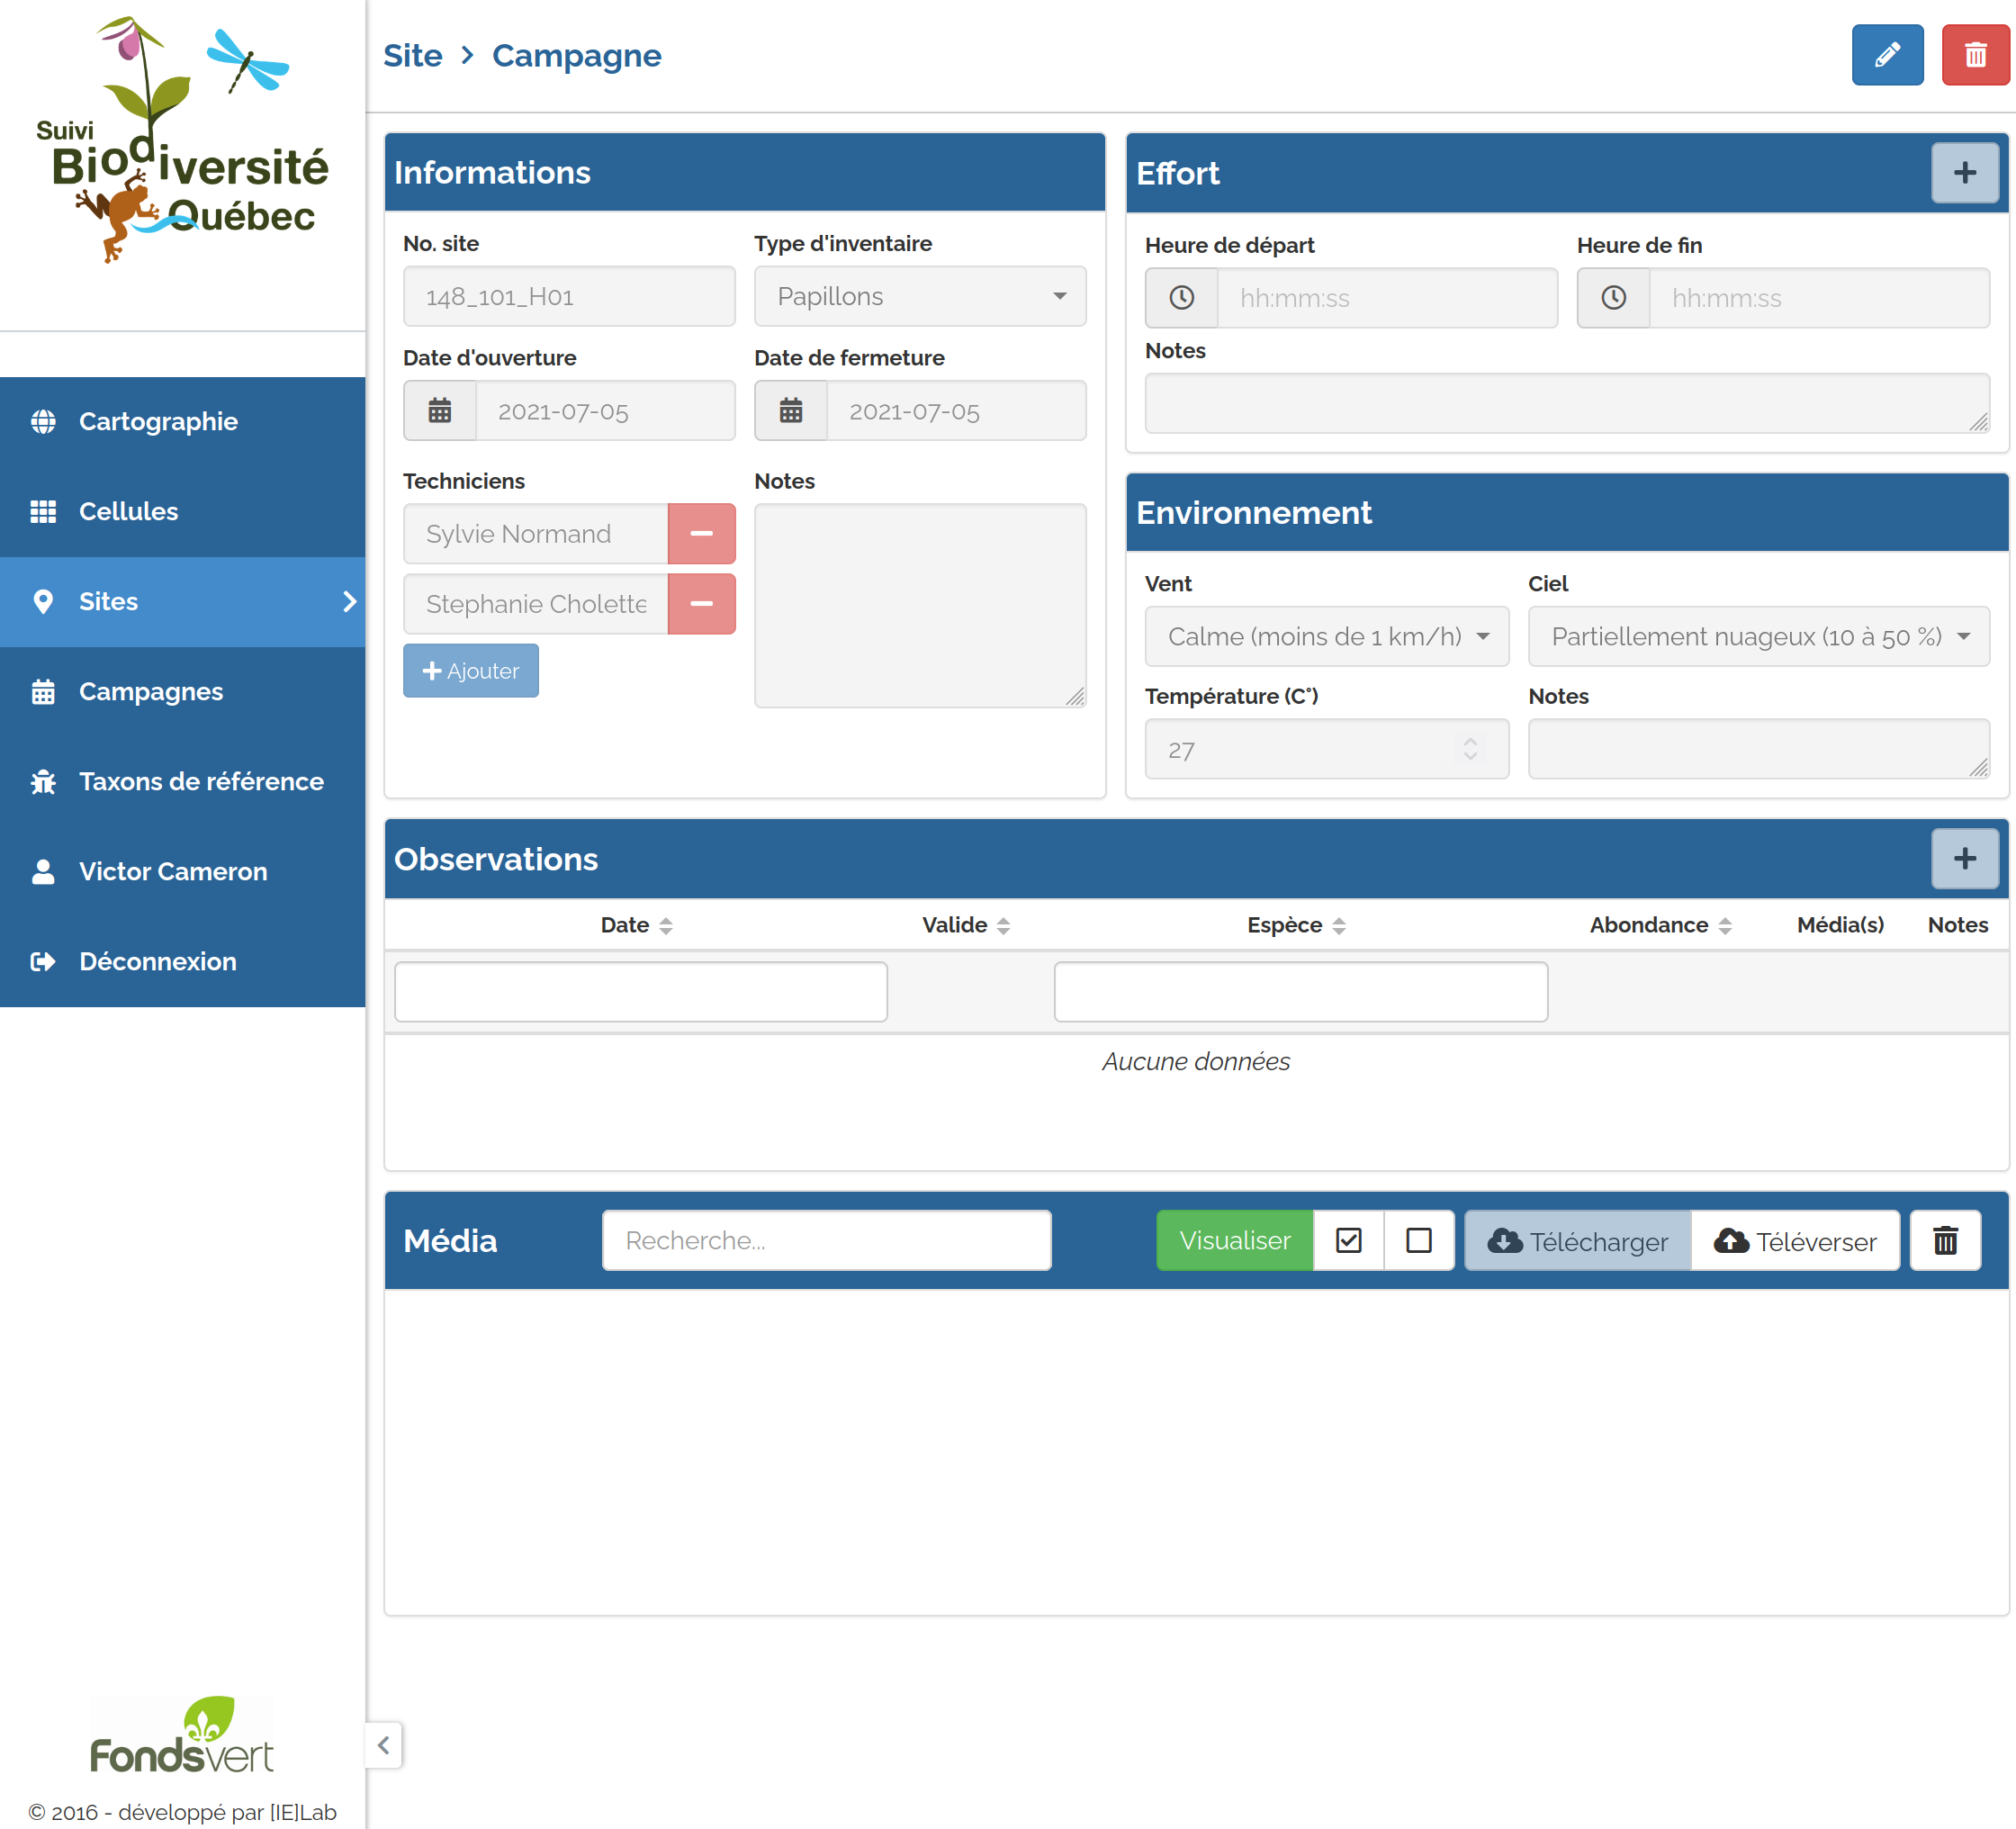 Suivi
Biodiversité
Québec
Cartographie
Cellules
Sites
Campagnes
Taxons de référence
Victor Cameron
Déconnexion
Fondsvert
© 2016 - développé par [IE]Lab
Site > Campagne
Informations
No. site
Type d'inventaire
148_101_H01
Papillons
Date d'ouverture
Date de fermeture
2021-07-05
2021-07-05
Techniciens
Notes
Sylvie Normand
Stephanie Cholette
Ajouter
Effort
Heure de départ
Heure de fin
hh:mm:ss
hh:mm:ss
Notes
Environnement
Vent
Ciel
Calme (moins de 1 km/h)
Partiellement nuageux (10 à 50 %)
Température (C°)
Notes
27
Observations
Date Valide Espèce Abondance Média(s) Notes
Aucune données
Média
Recherche...
Visualiser
Télécharger
Téléverser